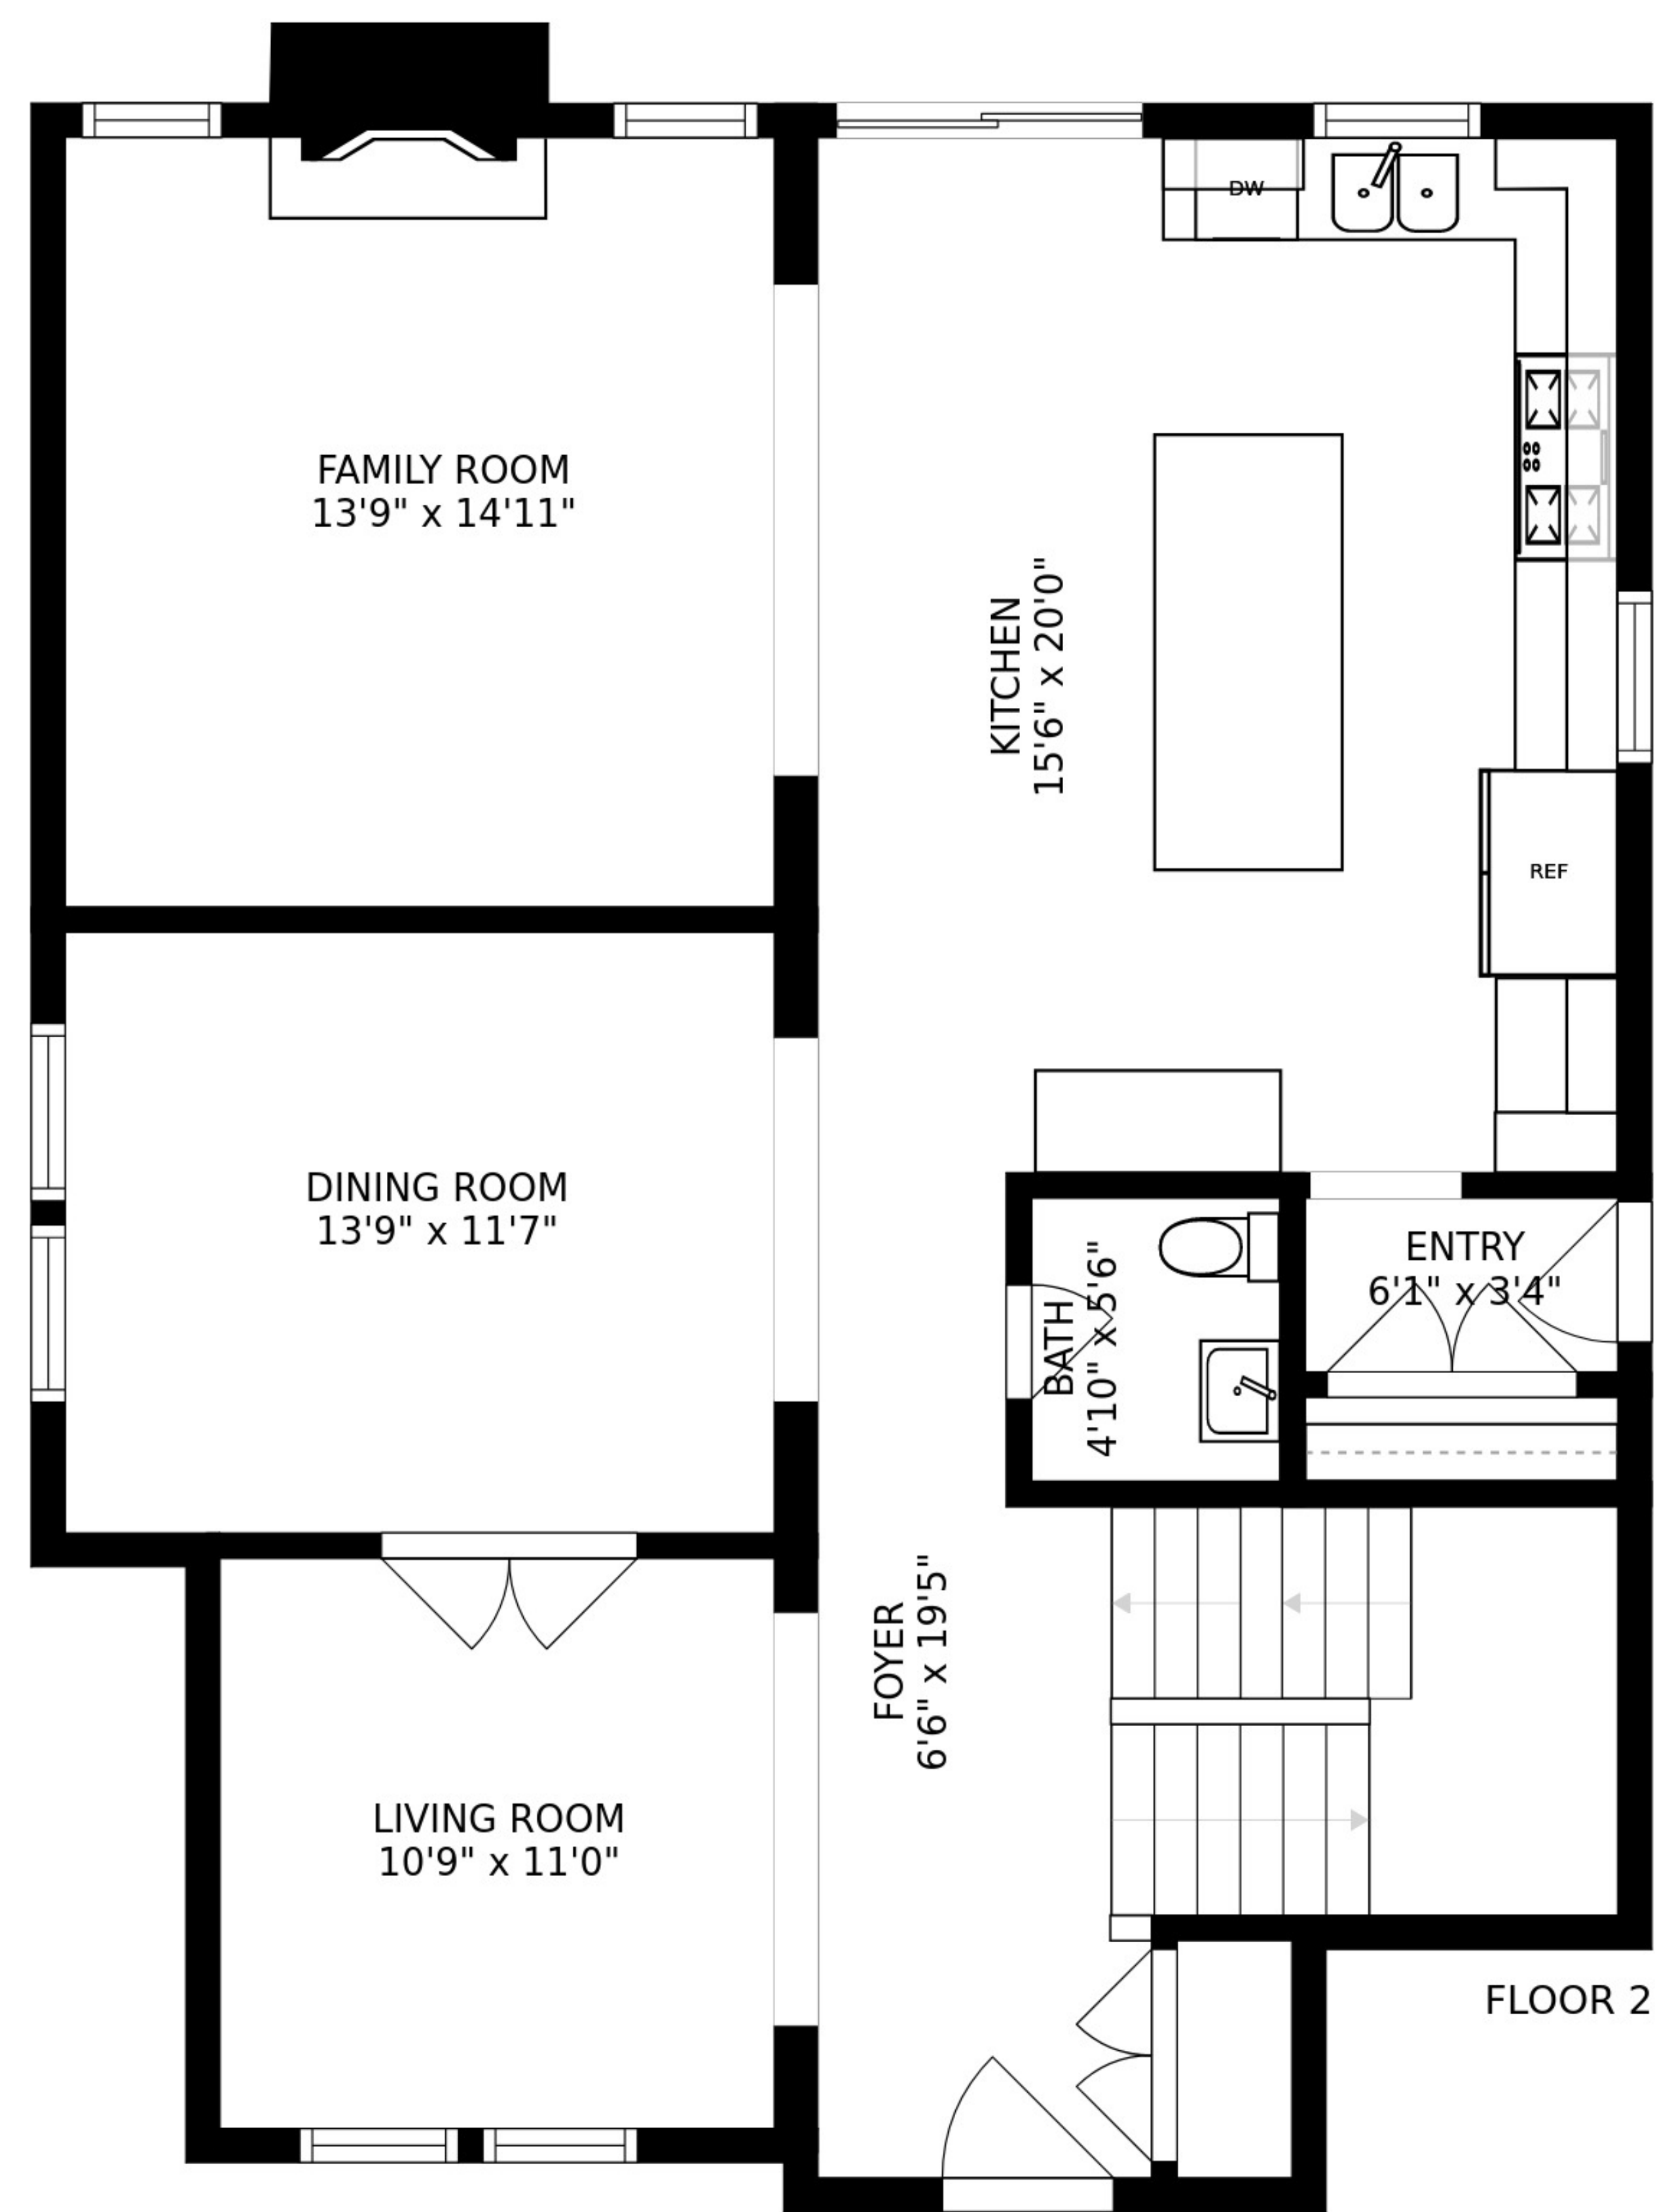 DW
FAMILY ROOM
13'9" x 14'11"
KITCHEN
15'6" x 20'0"
REF
DINING ROOM
13'9" x 11'7"
ENTRY
6'1" x 3'4"
BATH
4'10" x 5'6"
FOYER
6'6" x 19'5"
LIVING ROOM
10'9" x 11'0"
FLOOR 2